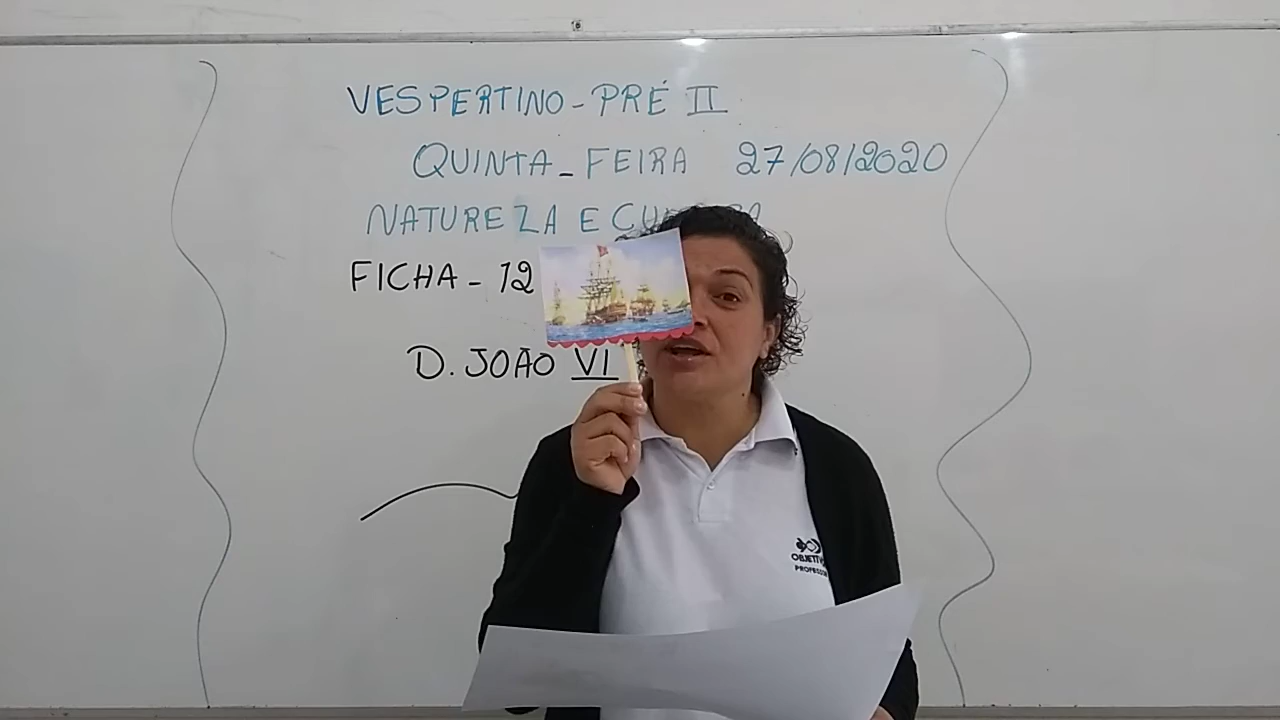 VESPERTINO - PRÉ II
QUINTA - FEIRA 27/08/2020
NATUREZA E
FICHA - 12
D. JOÃO VI